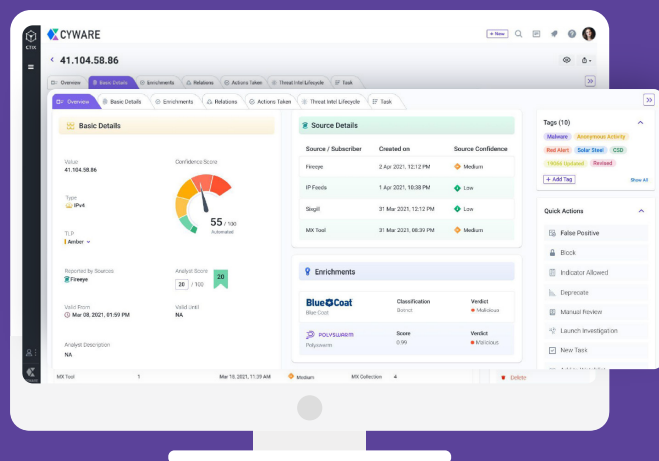 CYWARE
+ New
CTIX
41.104.58.86
Overview Basic Details Enrichments Relations Actions Taken Threat Intel Lifecycle Task
Overview Basic Details Enrichments Relations Actions Taken Threat Intel Lifecycle Task
Basic Details
Value
41.104.58.86
Confidence Score
55 / 100
Automated
Type
IPv4
TLP
Amber
Reported by Sources
Fireeye
Analyst Score
20 / 100
20
Valid From
Mar 08, 2021, 01:59 PM
Valid Until
NA
Analyst Description
NA
Source Details
Source / Subscriber Created on Source Confidence
Fireeye 2 Apr 2021, 12:12 PM Medium
IP Feeds 1 Apr 2021, 10:38 PM Low
Sixgill 31 Mar 2021, 12:12 PM Low
MX Tool 31 Mar 2021, 06:39 PM Medium
Enrichments
Blue Coat Classification Verdict
Blue Coat Botnet Malicious
POLYSWARM Score Verdict
Polyswarm 0.99 Malicious
Tags (10)
Malware Anonymous Activity
Red Alert Solar Steel CSD
Updated Revised
+ Add Tag Show All
Quick Actions
False Positive
Block
Indicator Allowed
Deprecate
Manual Review
Launch Investigation
New Task
MX Tool 1 Mar 10, 2021, 11:39 AM Medium MX Collection 4 Delete